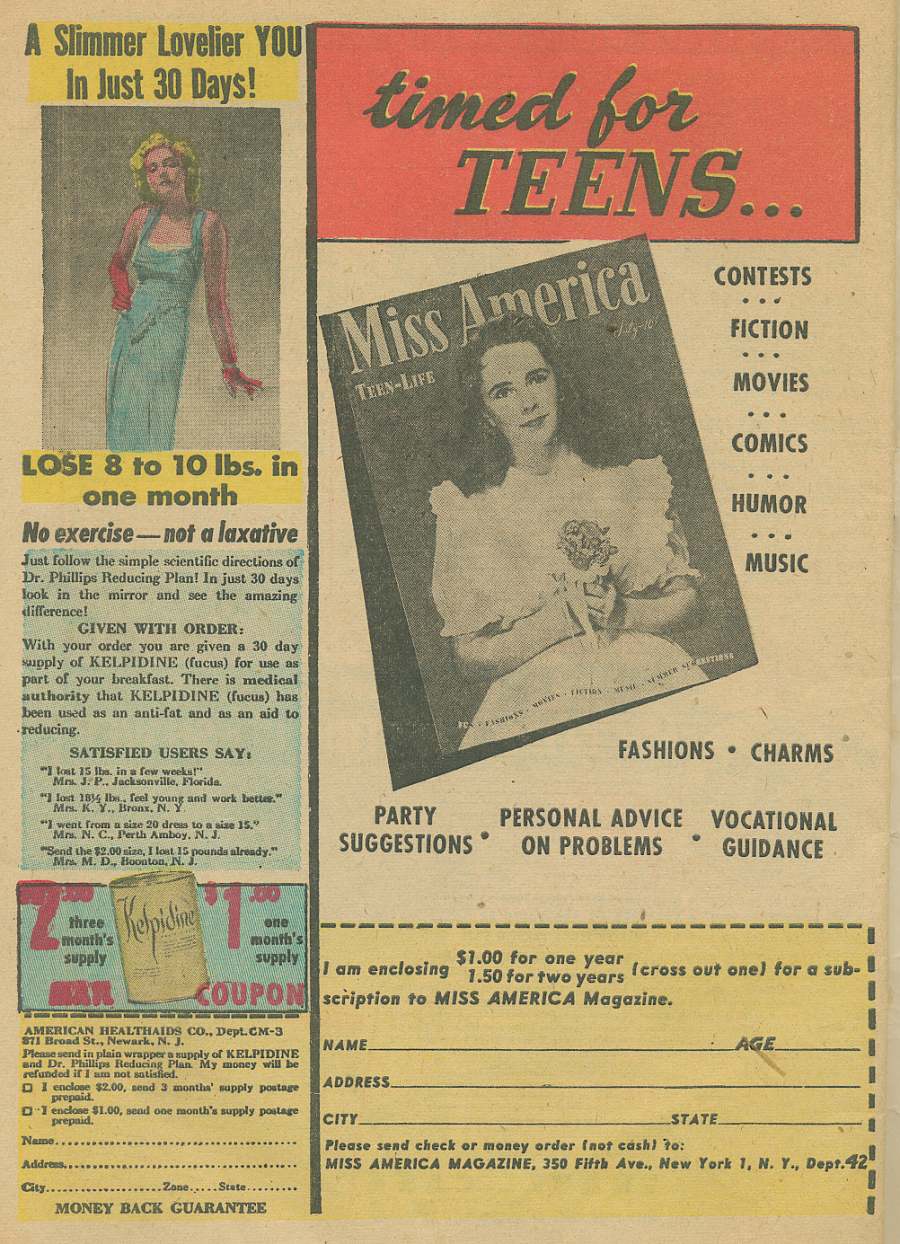 A Slimmer Lovelier YOU
In Just 30 Days!
LOSE 8 to 10 lbs. in
one month
No exercise — not a laxative
Just follow the simple scientific directions of
Dr. Phillips Reducing Plan! In just 30 days
look in the mirror and see the amazing
difference!
GIVEN WITH ORDER:
With your order you are given a 30 day
supply of KELPIDINE (fucus) for use as
part of your breakfast. There is medical
authority that KELPIDINE (fucus) has
been used as an anti-fat and as an aid to
reducing.
SATISFIED USERS SAY:
"I lost 15 lbs. in a few weeks!"
Mrs. J. P., Jacksonville, Florida.
"I lost 18½ lbs., feel young and work better."
Mrs. K. Y., Bronx, N. Y
"I went from a size 20 dress to a size 15."
Mrs. N. C., Perth Amboy, N. J.
"Send the $2.00 size, I lost 15 pounds already."
Mrs. M. D., Boonton, N. J.
2.00
three
month's
supply
Kelpidine
$1.00
one
month's
supply
COUPON
AMERICAN HEALTHAIDS CO., Dept. CM-3
871 Broad St., Newark, N. J.
Please send in plain wrapper a supply of KELPIDINE
and Dr. Phillips Reducing Plan. My money will be
refunded if I am not satisfied.
I enclose $2.00, send 3 months' supply postage
prepaid.
I enclose $1.00, send one month's supply postage
prepaid.
Name
Address
City Zone State
MONEY BACK GUARANTEE
timed for
TEENS...
Miss America
TEEN-LIFE
July-10¢
FUN · FASHIONS · MOVIES · FICTION · MUSIC · SUMMER SUGGESTIONS
CONTESTS
...
FICTION
...
MOVIES
...
COMICS
...
HUMOR
...
MUSIC
FASHIONS • CHARMS
PARTY
SUGGESTIONS •
PERSONAL ADVICE
ON PROBLEMS •
VOCATIONAL
GUIDANCE
I am enclosing $1.00 for one year
1.50 for two years (cross out one) for a sub-
scription to MISS AMERICA Magazine.
NAME AGE
ADDRESS
CITY STATE
Please send check or money order (not cash) to:
MISS AMERICA MAGAZINE, 350 Fifth Ave., New York 1, N. Y., Dept. 42